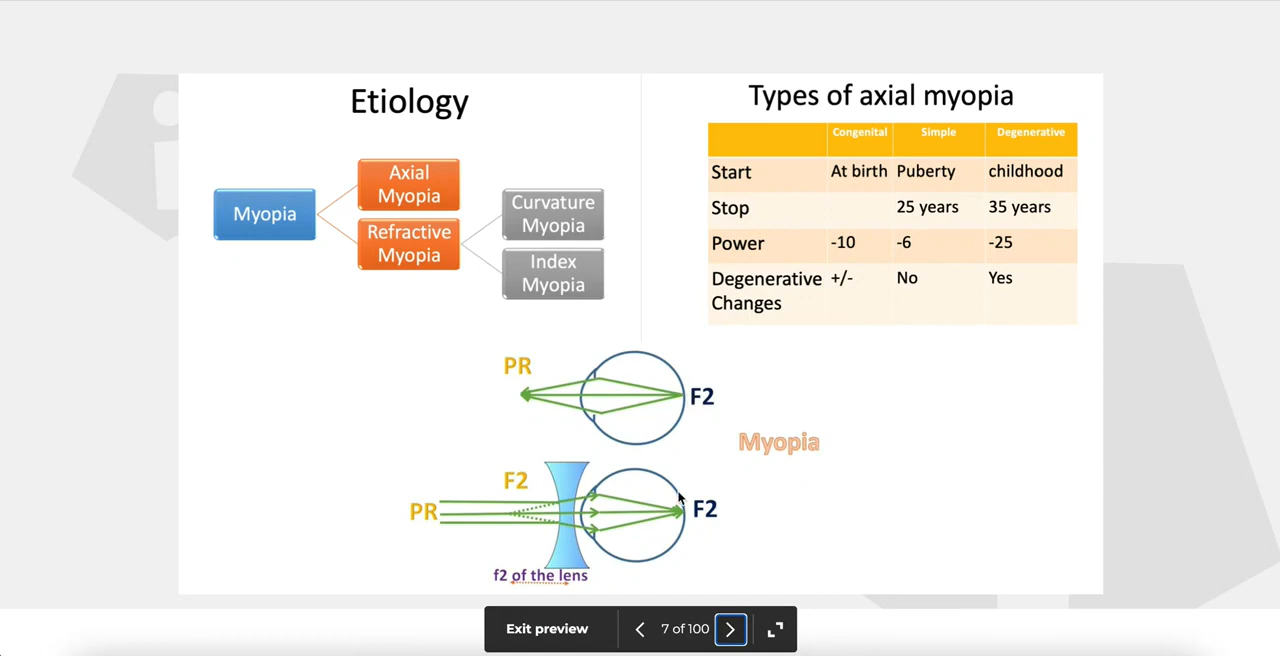 Etiology
Myopia
Axial
Myopia
Refractive
Myopia
Curvature
Myopia
Index
Myopia
Types of axial myopia
Congenital Simple Degenerative
Start At birth Puberty childhood
Stop 25 years 35 years
Power -10 -6 -25
Degenerative +/- No Yes
Changes
PR
F2
Myopia
F2
PR
F2
f2 of the lens
Exit preview 7 of 100